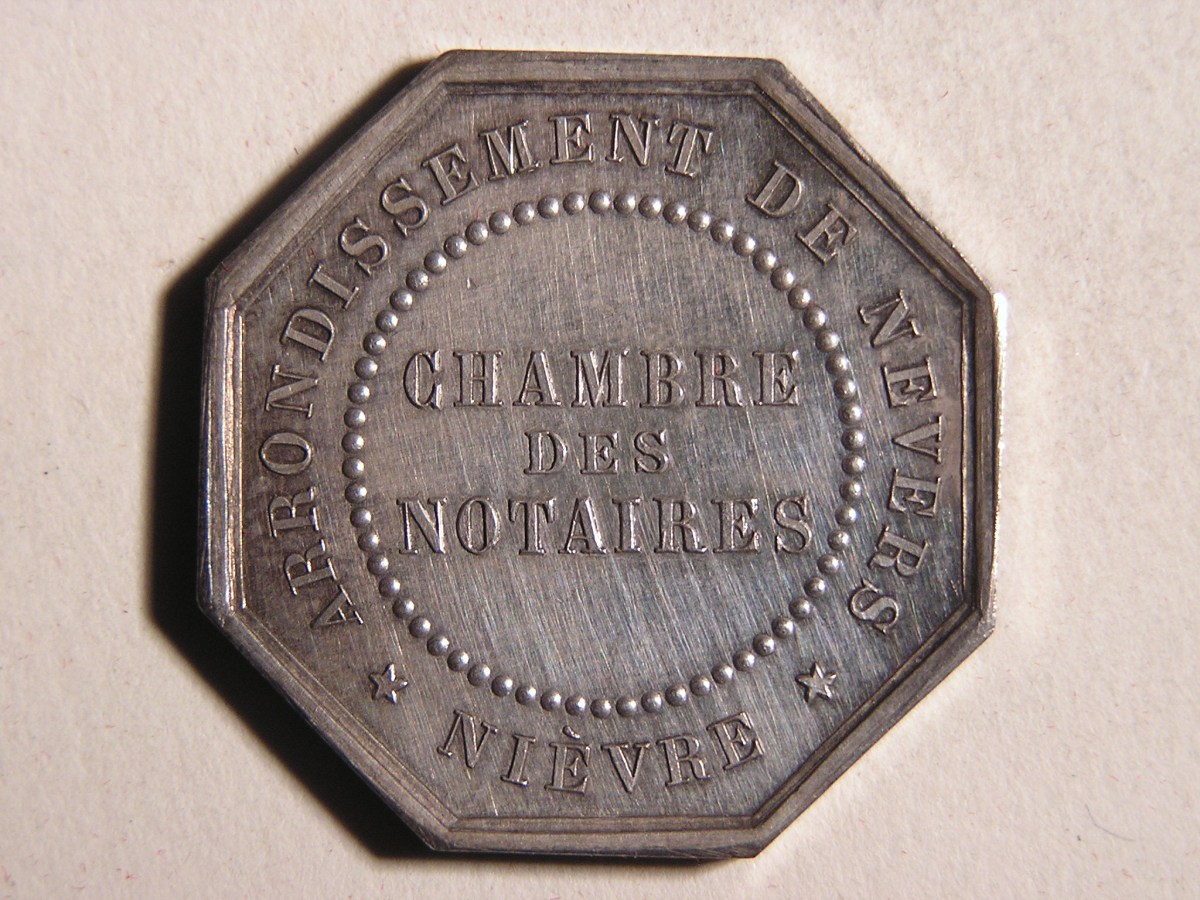 ARRONDISSEMENT DE NEVERS
CHAMBRE
DES
NOTAIRES
NIÈVRE